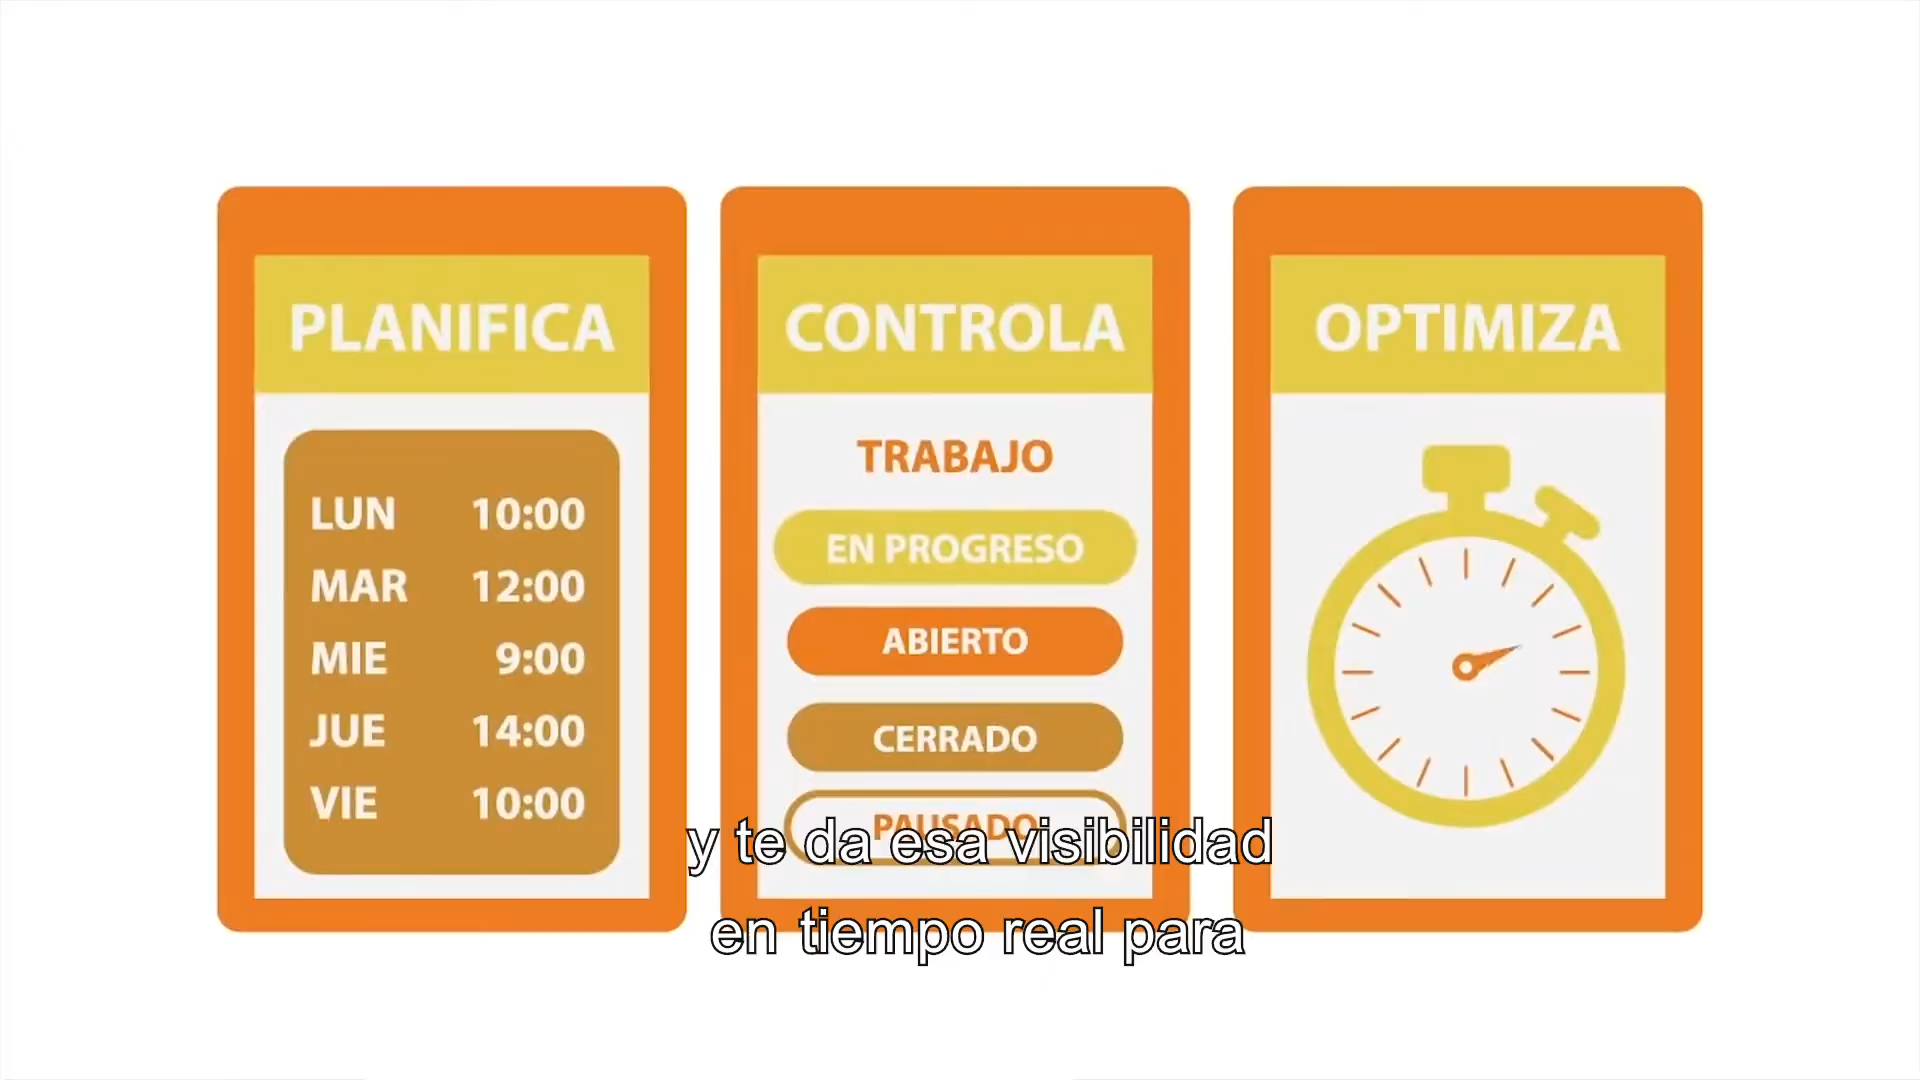 PLANIFICA
LUN 10:00
MAR 12:00
MIE 9:00
JUE 14:00
VIE 10:00
CONTROLA
TRABAJO
EN PROGRESO
ABIERTO
CERRADO
PAUSADO
OPTIMIZA
y te da esa visibilidad
en tiempo real para